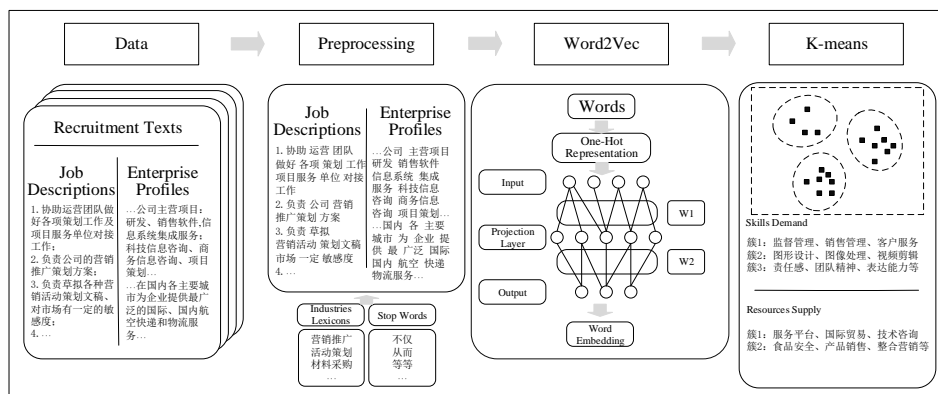 Data
Preprocessing
Word2Vec
K-means
Recruitment Texts
Job
Descriptions
1. 协助运营团队做
好各项策划工作及
项目服务单位对接
工作；
2. 负责公司的营销
推广策划方案；
3. 负责草拟各种营
销活动策划文稿、
对市场有一定的敏
感度；
4. …
Enterprise
Profiles
…公司主营项目：
研发、销售软件,信
息系统集成服务；
科技信息咨询、商
务信息咨询、项目
策划…
…在国内各主要城
市为企业提供最广
泛的国际、国内航
空快递和物流服
务…
Job
Descriptions
1. 协助 运营 团队
做好 各项 策划 工作
项目服务 单位 对接
工作
2. 负责 公司 营销
推广策划 方案
3. 负责 草拟
营销活动 策划 文稿
市场 一定 敏感度
4. …
Enterprise
Profiles
…公司 主营项目
研发 销售软件
信息系统 集成
服务 科技信息
咨询 商务信息
咨询 项目策划…
…国内 各 主要
城市 为 企业 提
供 最 广泛 国际
国内 航空 快递
物流服务…
Industries
Lexicons
营销推广
活动策划
材料采购
…
Stop Words
不仅
从而
等等
…
Words
One-Hot
Representation
Input
W1
Projection
Layer
W2
Output
Word
Embedding
Skills Demand
簇1：监督管理、销售管理、客户服务
簇2：图形设计、图像处理、视频剪辑
簇3：责任感、团队精神、表达能力等
Resources Supply
簇1：服务平台、国际贸易、技术咨询
簇2：食品安全、产品销售、整合营销等